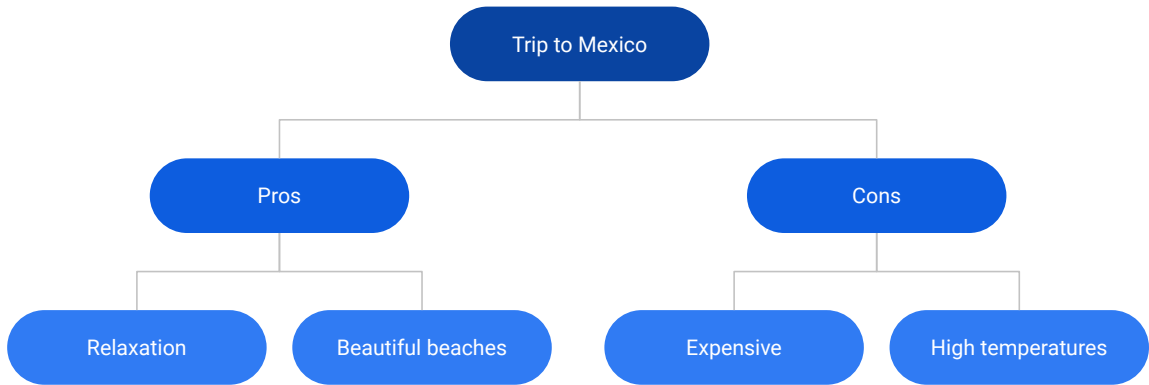 Trip to Mexico
Pros
Cons
Relaxation
Beautiful beaches
Expensive
High temperatures